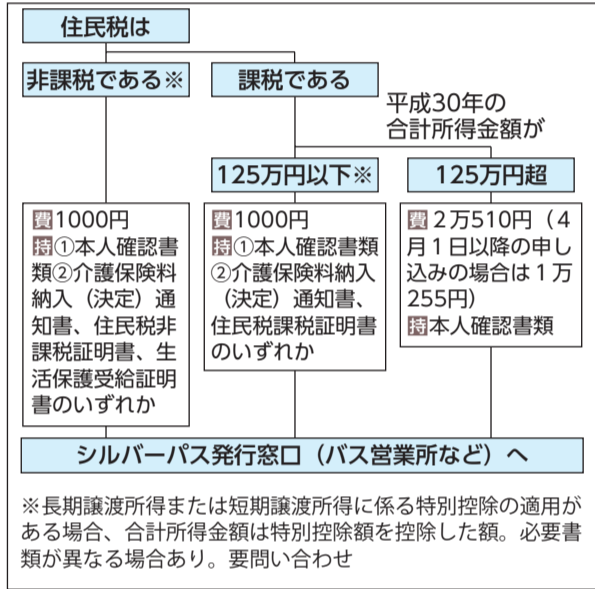 住民税は
非課税である※
課税である
平成30年の
合計所得金額が
125万円以下※
125万円超
費1000円
持①本人確認書
類②介護保険料
納入（決定）通
知書、住民税非
課税証明書、生
活保護受給証明
書のいずれか
費1000円
持①本人確認書類
②介護保険料納入
（決定）通知書、
住民税課税証明書
のいずれか
費２万510円（４
月１日以降の申し
込みの場合は１万
255円）
持本人確認書類
シルバーパス発行窓口（バス営業所など）へ
※長期譲渡所得または短期譲渡所得に係る特別控除の適用が
ある場合、合計所得金額は特別控除額を控除した額。必要書
類が異なる場合あり。要問い合わせ